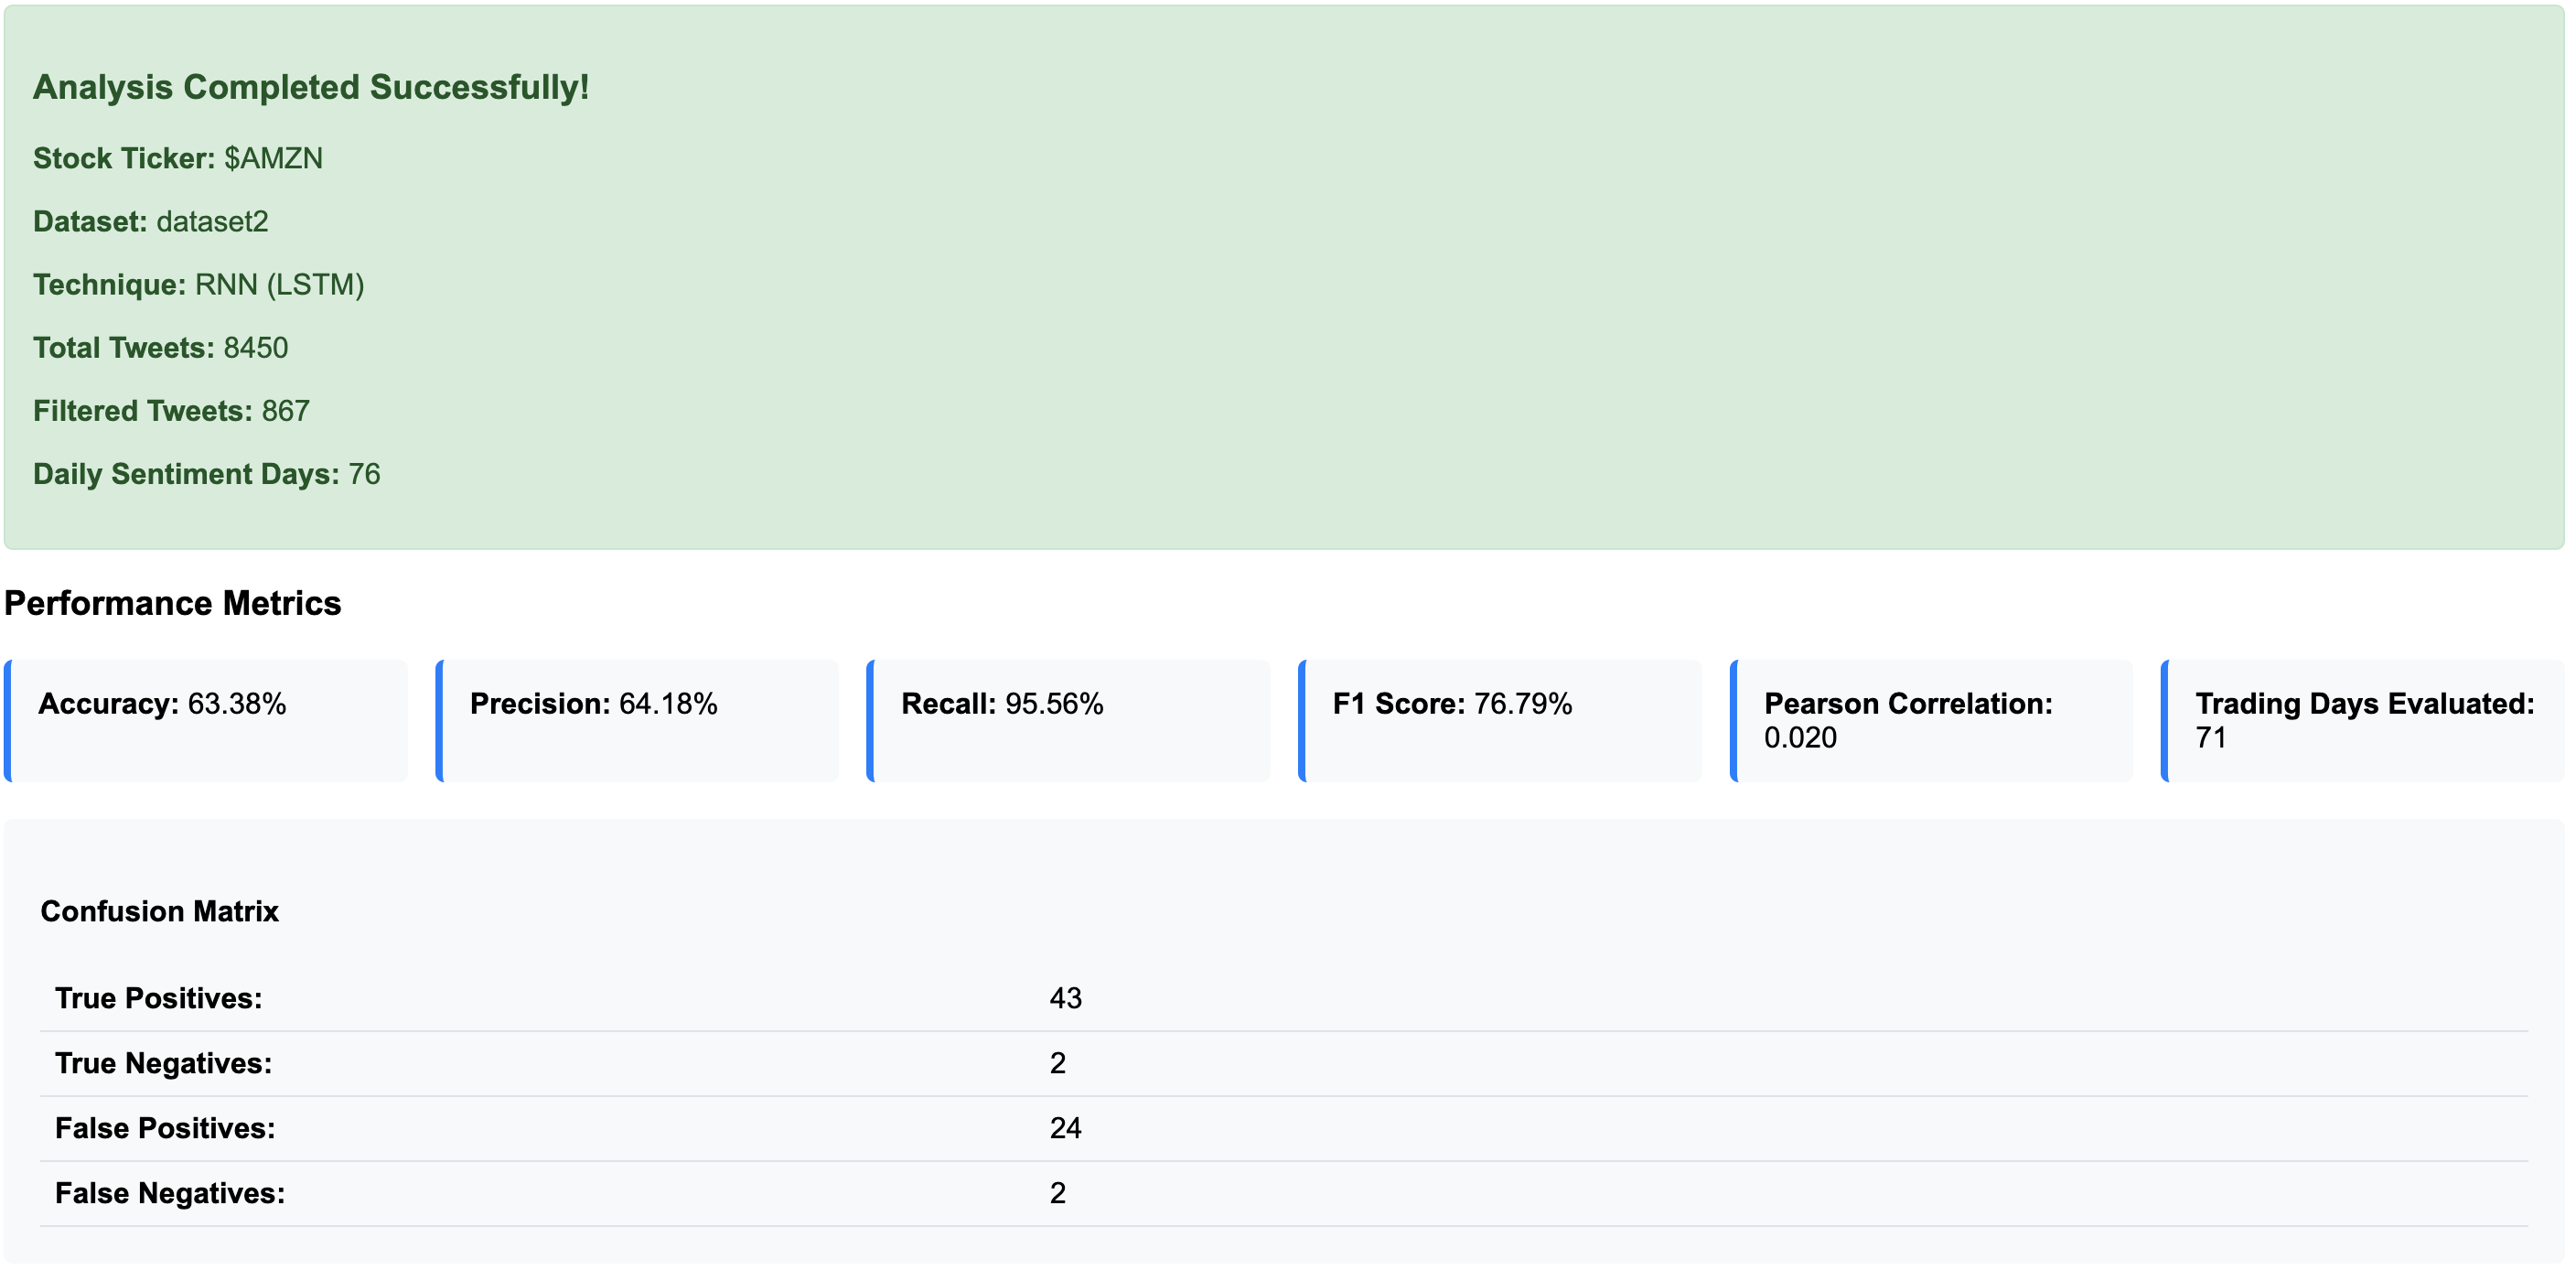 Analysis Completed Successfully!
Stock Ticker: $AMZN
Dataset: dataset2
Technique: RNN (LSTM)
Total Tweets: 8450
Filtered Tweets: 867
Daily Sentiment Days: 76
Performance Metrics
Accuracy: 63.38%
Precision: 64.18%
Recall: 95.56%
F1 Score: 76.79%
Pearson Correlation:
0.020
Trading Days Evaluated:
71
Confusion Matrix
True Positives: 43
True Negatives: 2
False Positives: 24
False Negatives: 2